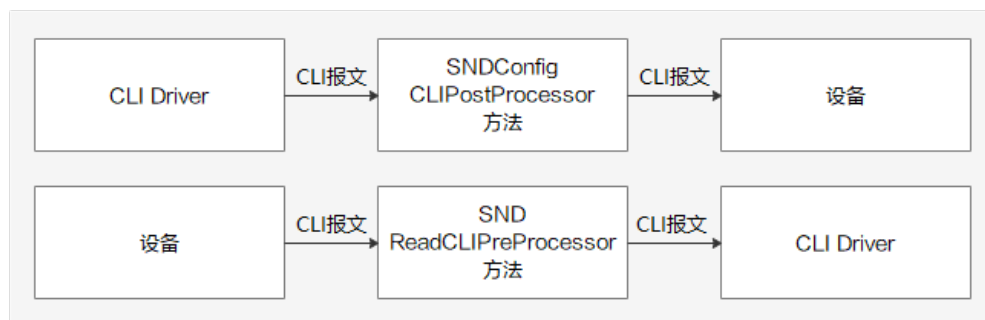 CLI Driver
CLI报文
SNDConfig
CLIPostProcessor
方法
CLI报文
设备
设备
CLI报文
SND
ReadCLIPreProcessor
方法
CLI报文
CLI Driver